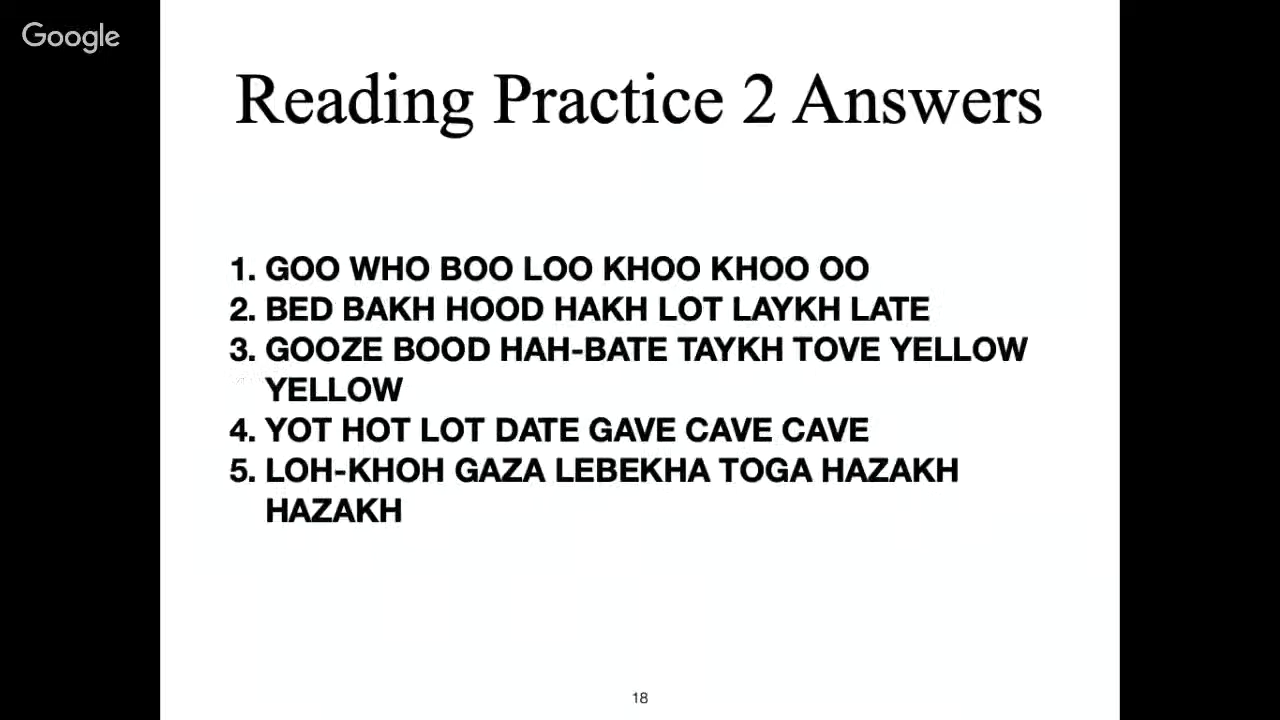 Google
Reading Practice 2 Answers
1. GOO WHO BOO LOO KHOO KHOO OO
2. BED BAKH HOOD HAKH LOT LAYKH LATE
3. GOOZE BOOD HAH-BATE TAYKH TOVE YELLOW
YELLOW
4. YOT HOT LOT DATE GAVE CAVE CAVE
5. LOH-KHOH GAZA LEBEKHA TOGA HAZAKH
HAZAKH
18